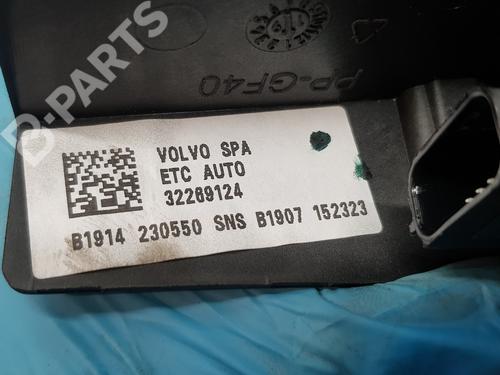 B-PARTS
PP-GF40
VOLVO SPA
ETC AUTO
32289124
B1914 230550 SNS B1907 152323